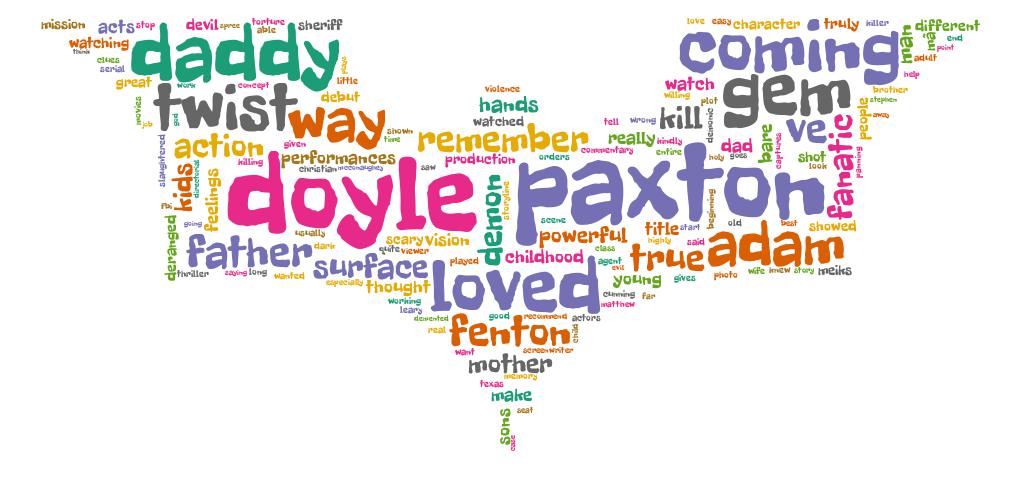 mission
acts
stop
devil
spree
torture
able
sheriff
love
easy
character
truly
killer
different
watching
think
daddy
plays
coming
man
end
point
clues
serial
great
work
concept
little
watch
willing
gem
adult
help
movies
job
god
twist
way
debut
violence
hands
watched
plot
kill
demonic
people
brother
stephen
away
action
given
shown
time
remember
tell
wrong
really
kindly
entire
dad
bare
captures
ve
fanatic
panning
slaughtered
killing
performances
christian
mcconaughey
saw
production
orders
commentary
holy
goes
shot
look
kids
directorial
feelings
doyle
demon
storyline
paxton
beginning
fbi
deranged
going
usually
scary
vision
scene
powerful
title
start
old
best
showed
father
dark
quite
viewer
class
highly
said
true
adam
thriller
saying
long
wanted
surface
played
childhood
agent
evil
young
gives
photo
wife
knew
story
meiks
especially
thought
loved
cunning
far
matthew
working
leary
demented
good
recommend
actors
real
fenton
child
want
screenwriter
mother
memory
texas
make
sons
seat
case